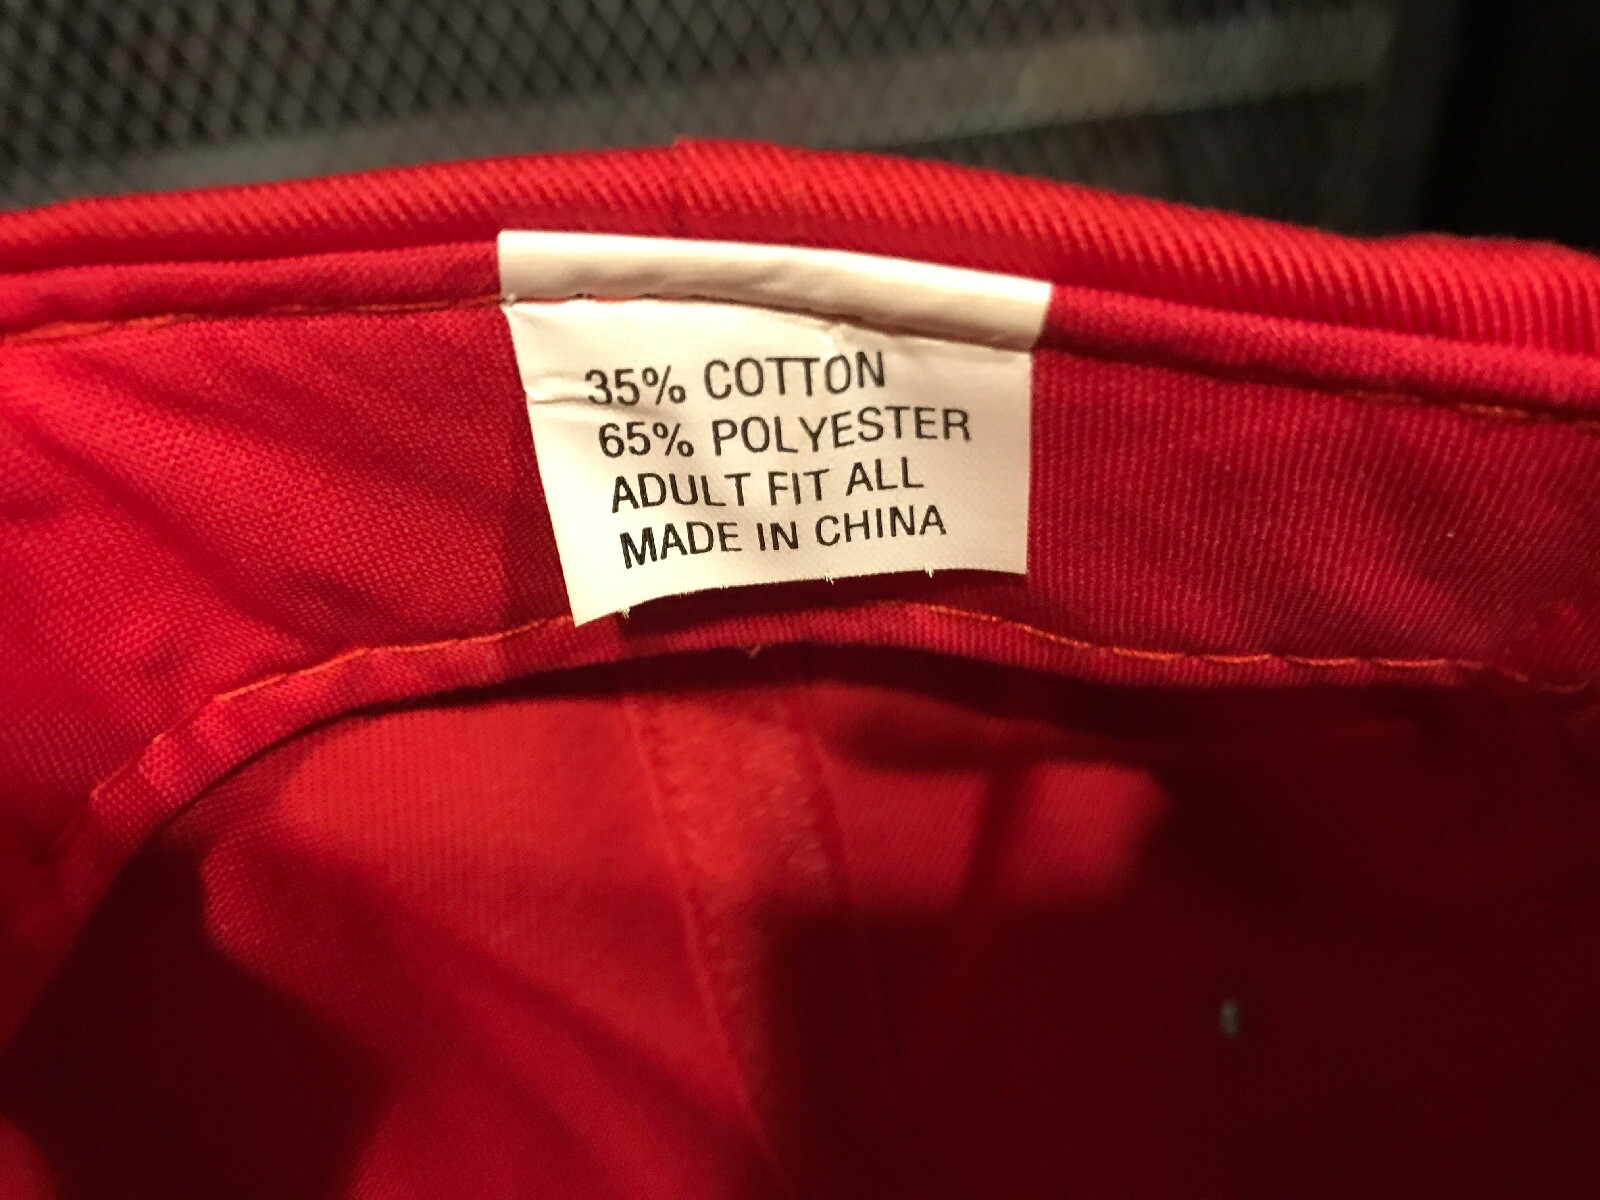 35% COTTON
65% POLYESTER
ADULT FIT ALL
MADE IN CHINA